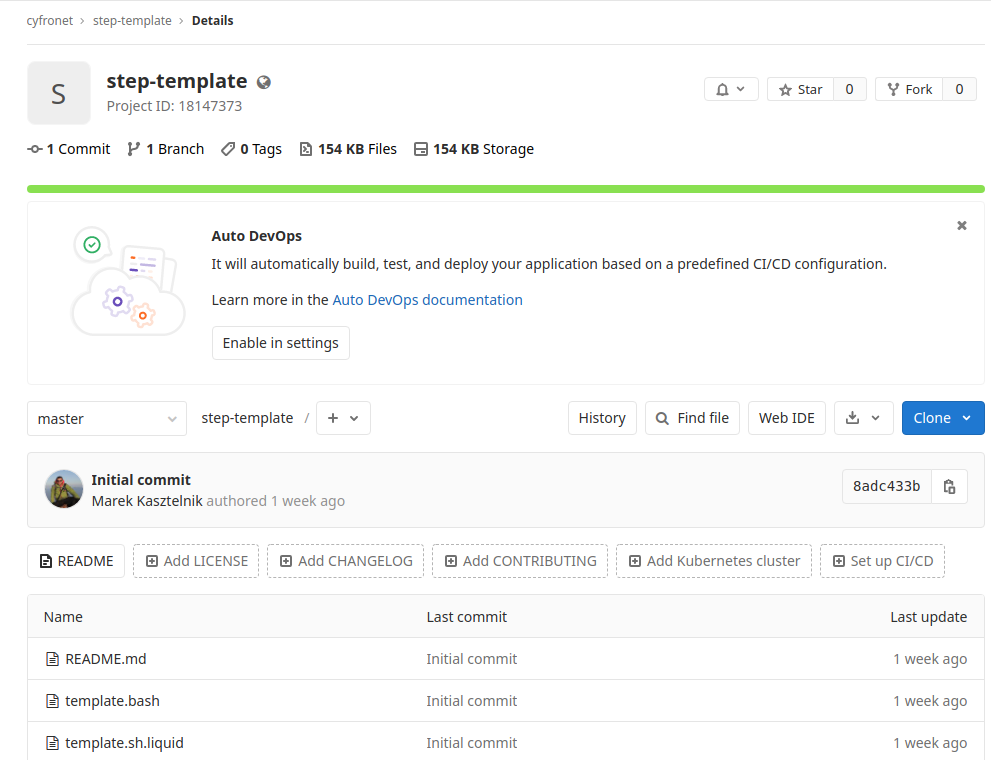 cyfronet › step-template › Details
S
step-template
Project ID: 18147373
Star 0 Fork 0
1 Commit 1 Branch 0 Tags 154 KB Files 154 KB Storage
Auto DevOps
It will automatically build, test, and deploy your application based on a predefined CI/CD configuration.
Learn more in the Auto DevOps documentation
Enable in settings
master step-template / + History Find file Web IDE Clone
Initial commit
Marek Kasztelnik authored 1 week ago
8adc433b
README Add LICENSE Add CHANGELOG Add CONTRIBUTING Add Kubernetes cluster Set up CI/CD
Name Last commit Last update
README.md Initial commit 1 week ago
template.bash Initial commit 1 week ago
template.sh.liquid Initial commit 1 week ago